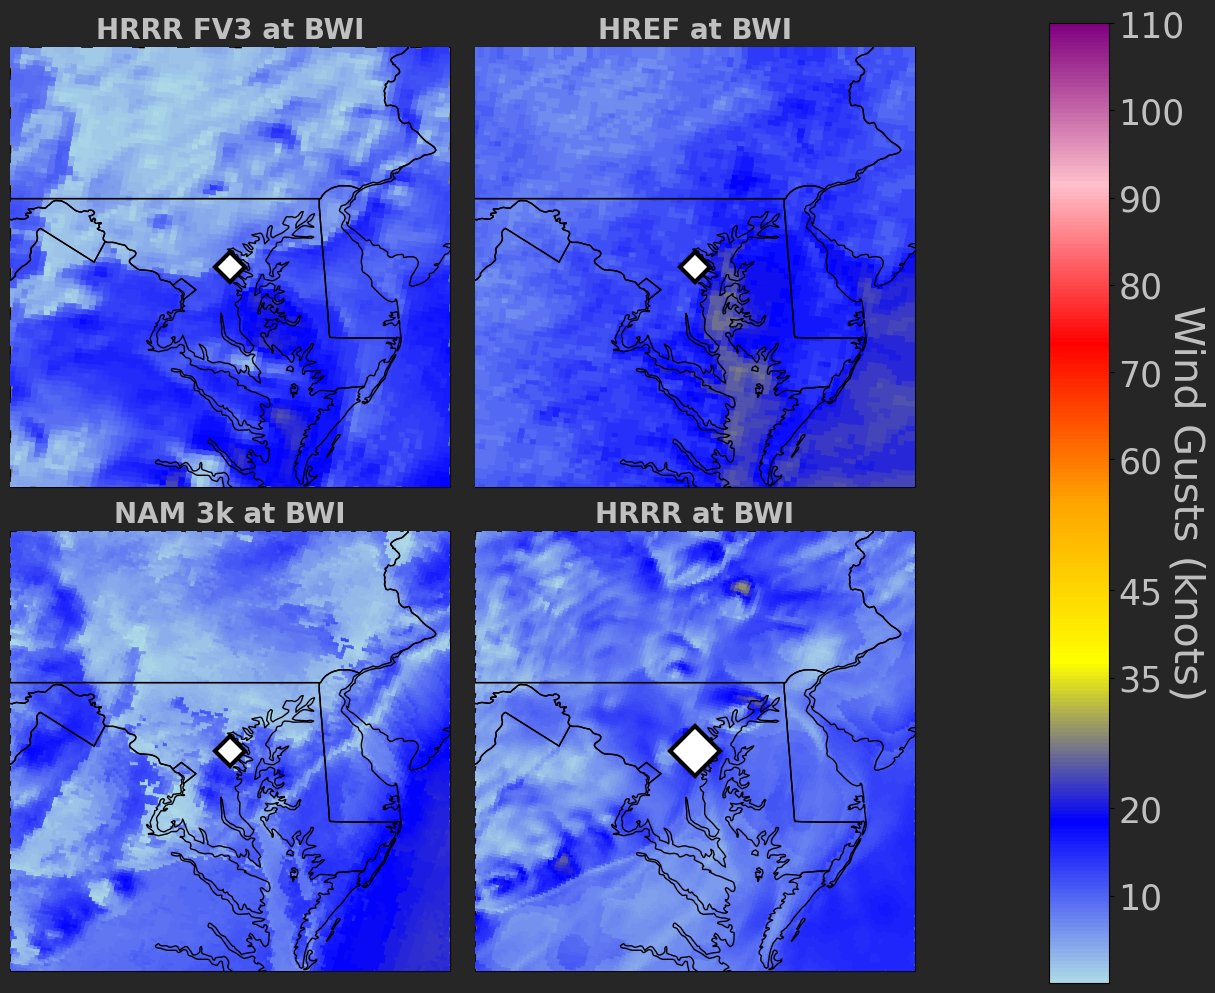 HRRR FV3 at BWI
HREF at BWI
NAM 3k at BWI
HRRR at BWI
110
100
90
80
70
60
45
35
20
10
Wind Gusts (knots)